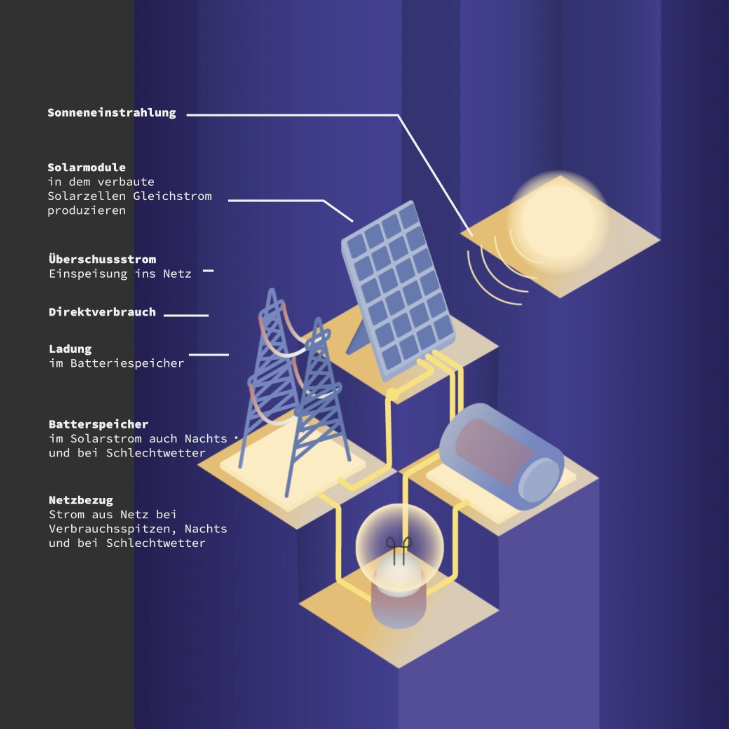 Sonneneinstrahlung
Solarmodule
in dem verbaute
Solarzellen Gleichstrom
produzieren
Überschussstrom
Einspeisung ins Netz
Direktverbrauch
Ladung
im Batteriespeicher
Batterspeicher
im Solarstrom auch Nachts
und bei Schlechtwetter
Netzbezug
Strom aus Netz bei
Verbrauchsspitzen, Nachts
und bei Schlechtwetter